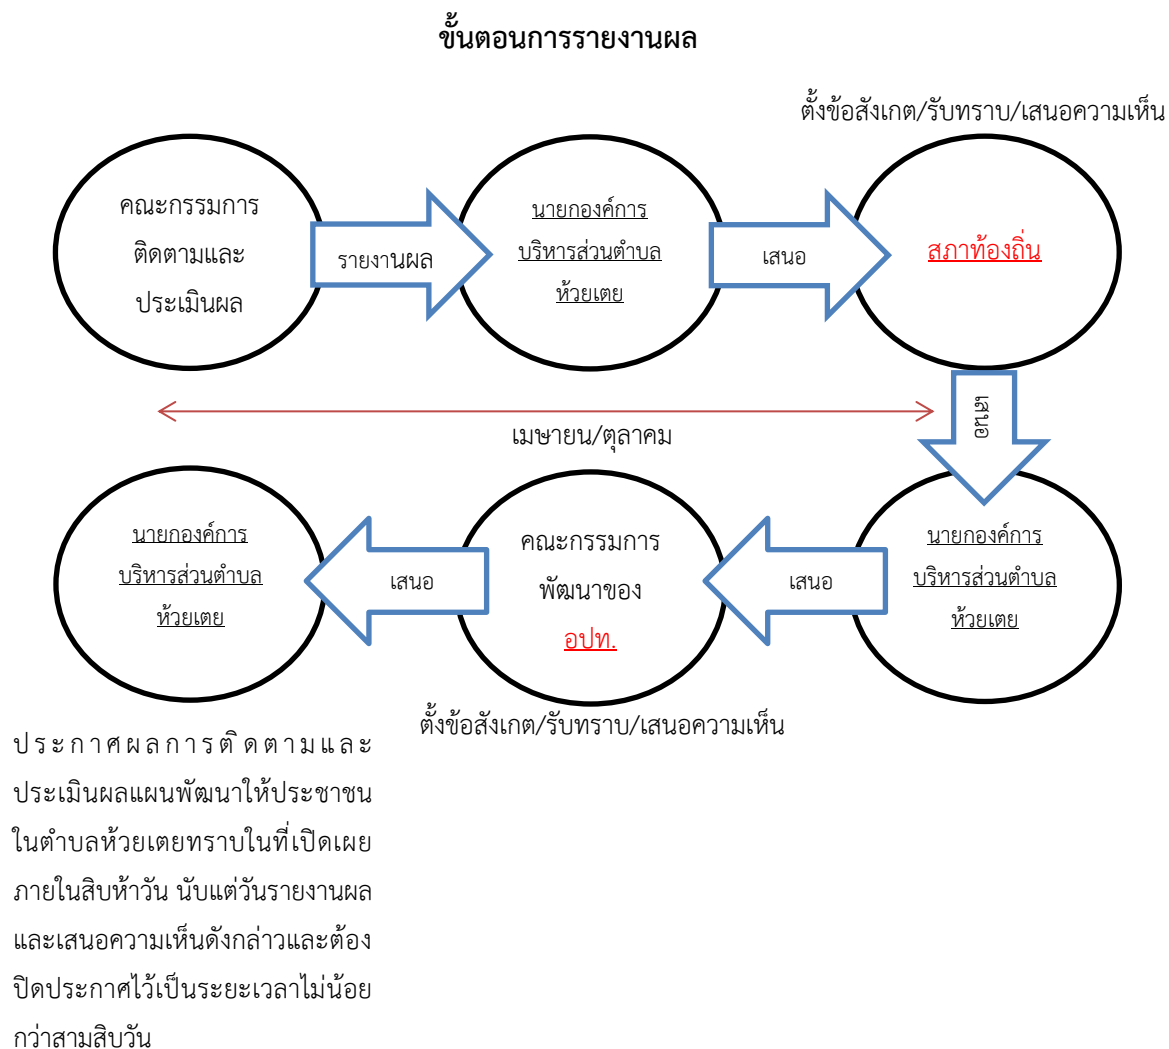 ขั้นตอนการรายงานผล
ตั้งข้อสังเกต/รับทราบ/เสนอความเห็น
คณะกรรมการ
ติดตามและ
ประเมินผล
รายงานผล
นายกองค์การ
บริหารส่วนตำบล
ห้วยเตย
เสนอ
สภาท้องถิ่น
เสนอ
เมษายน/ตุลาคม
นายกองค์การ
บริหารส่วนตำบล
ห้วยเตย
เสนอ
คณะกรรมการ
พัฒนาของ
อปท.
เสนอ
นายกองค์การ
บริหารส่วนตำบล
ห้วยเตย
ตั้งข้อสังเกต/รับทราบ/เสนอความเห็น
ประกาศผลการติดตามและ
ประเมินผลแผนพัฒนาให้ประชาชน
ในตำบลห้วยเตยทราบในที่เปิดเผย
ภายในสิบห้าวัน นับแต่วันรายงานผล
และเสนอความเห็นดังกล่าวและต้อง
ปิดประกาศไว้เป็นระยะเวลาไม่น้อย
กว่าสามสิบวัน